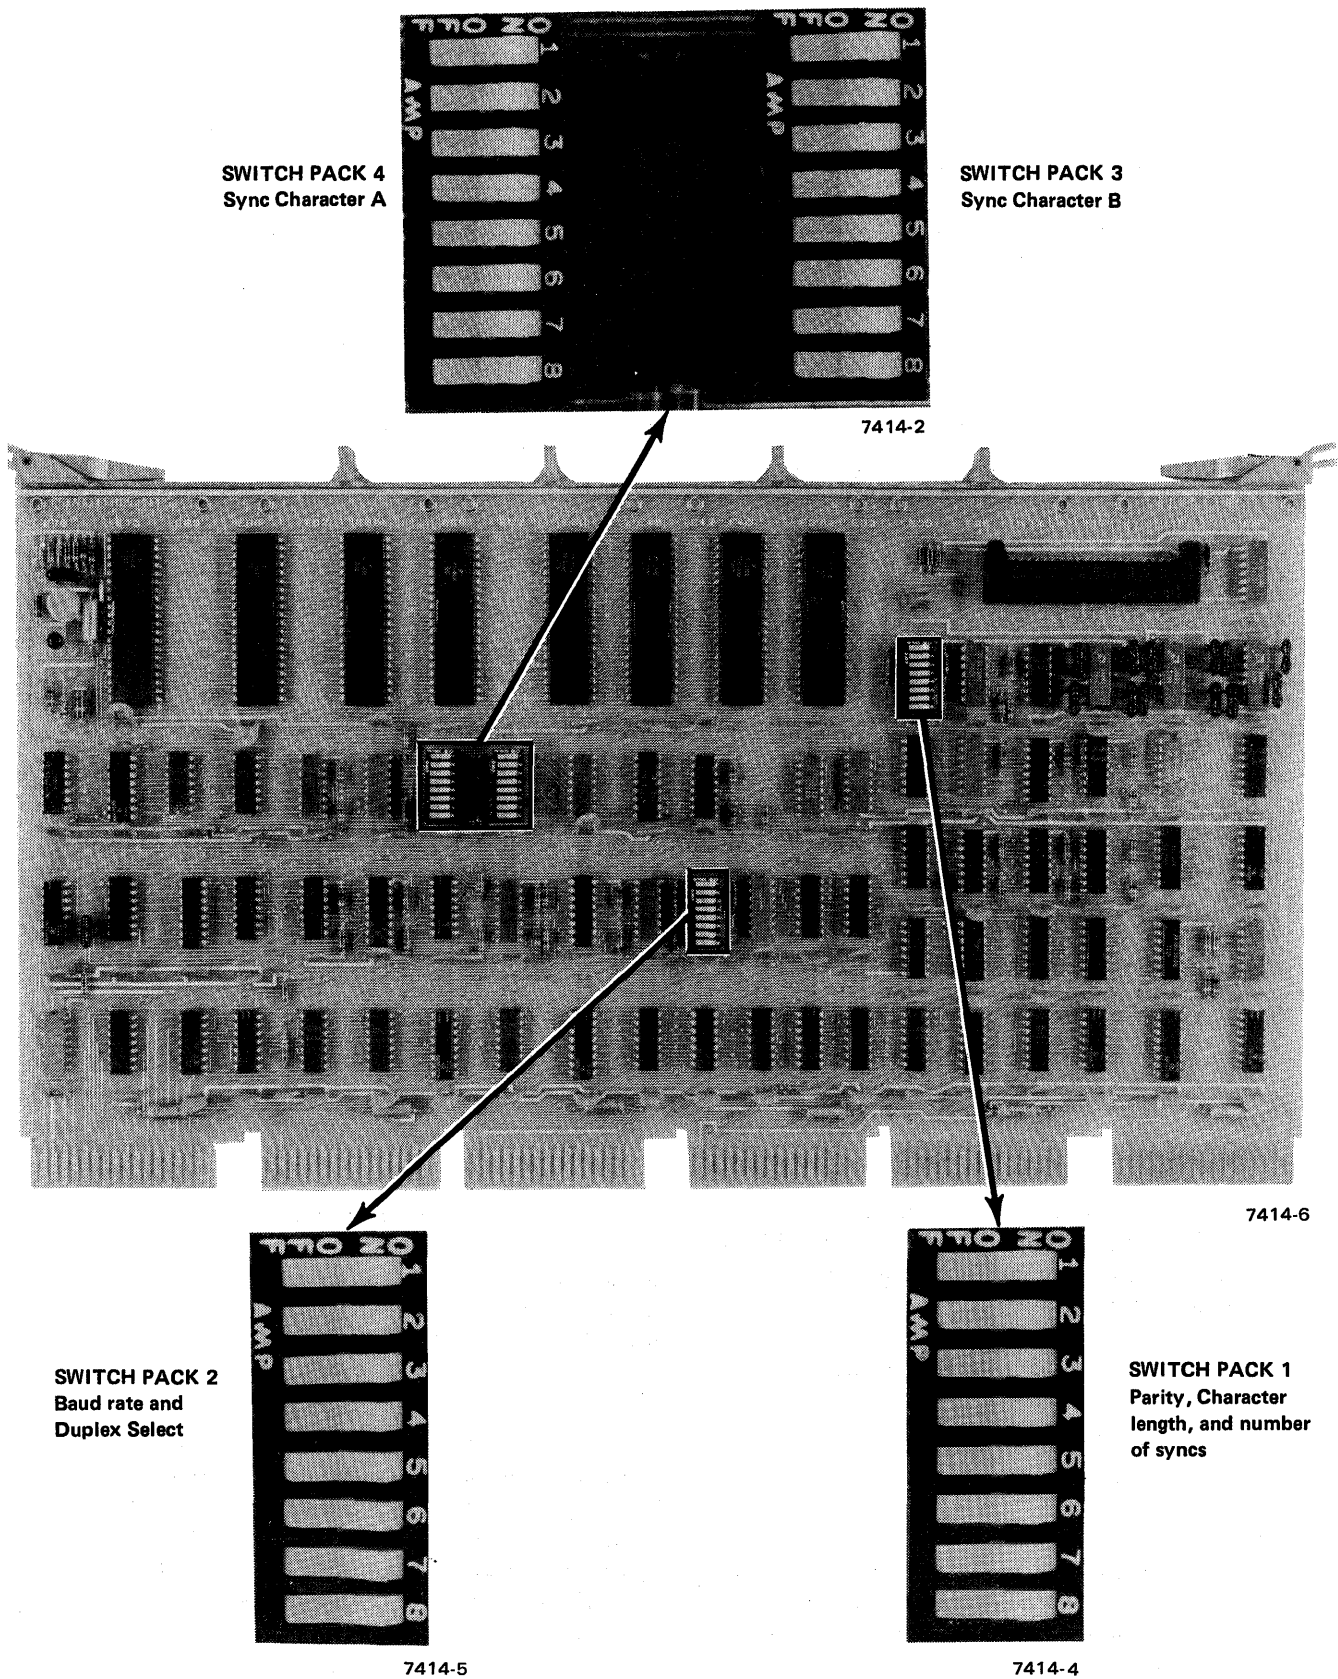 ON OFF
1
2
3
4
5
6
7
8
AMP
ON OFF
1
2
3
4
5
6
7
8
AMP
SWITCH PACK 4
Sync Character A
SWITCH PACK 3
Sync Character B
7414-2
7414-6
ON OFF
1
2
3
4
5
6
7
8
AMP
SWITCH PACK 2
Baud rate and
Duplex Select
7414-5
ON OFF
1
2
3
4
5
6
7
8
AMP
SWITCH PACK 1
Parity, Character
length, and number
of syncs
7414-4